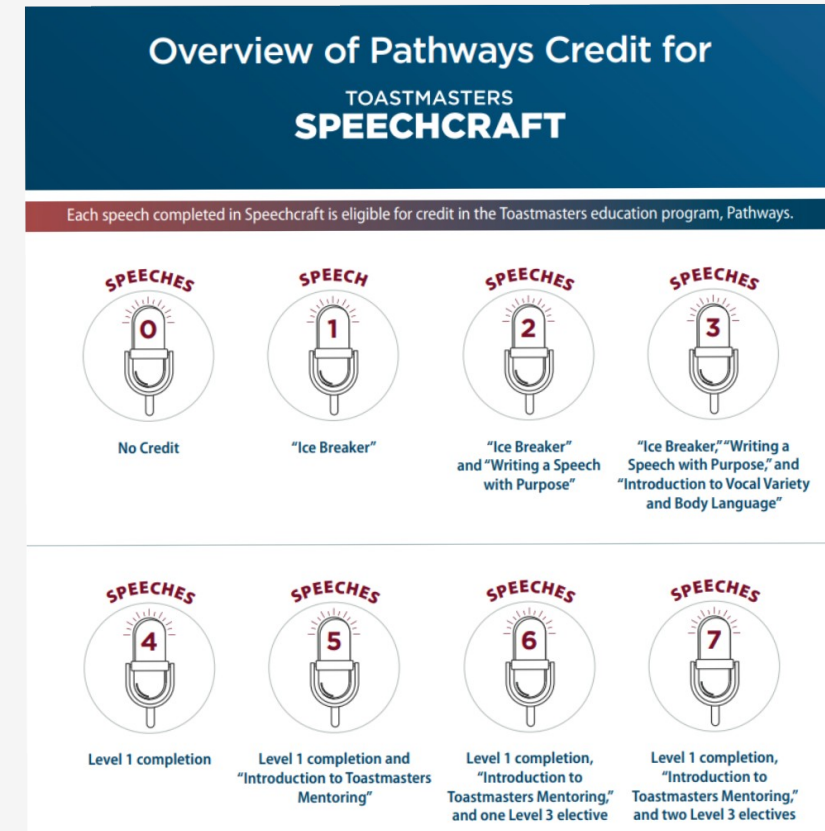 Overview of Pathways Credit for
TOASTMASTERS
SPEECHCRAFT
Each speech completed in Speechcraft is eligible for credit in the Toastmasters education program, Pathways.
SPEECHES
0
No Credit
SPEECH
1
“Ice Breaker”
SPEECHES
2
“Ice Breaker”
and “Writing a Speech
with Purpose”
SPEECHES
3
“Ice Breaker,” “Writing a
Speech with Purpose,” and
“Introduction to Vocal Variety
and Body Language”
SPEECHES
4
Level 1 completion
SPEECHES
5
Level 1 completion and
“Introduction to Toastmasters
Mentoring”
SPEECHES
6
Level 1 completion,
“Introduction to
Toastmasters Mentoring,”
and one Level 3 elective
SPEECHES
7
Level 1 completion,
“Introduction to
Toastmasters Mentoring,”
and two Level 3 electives